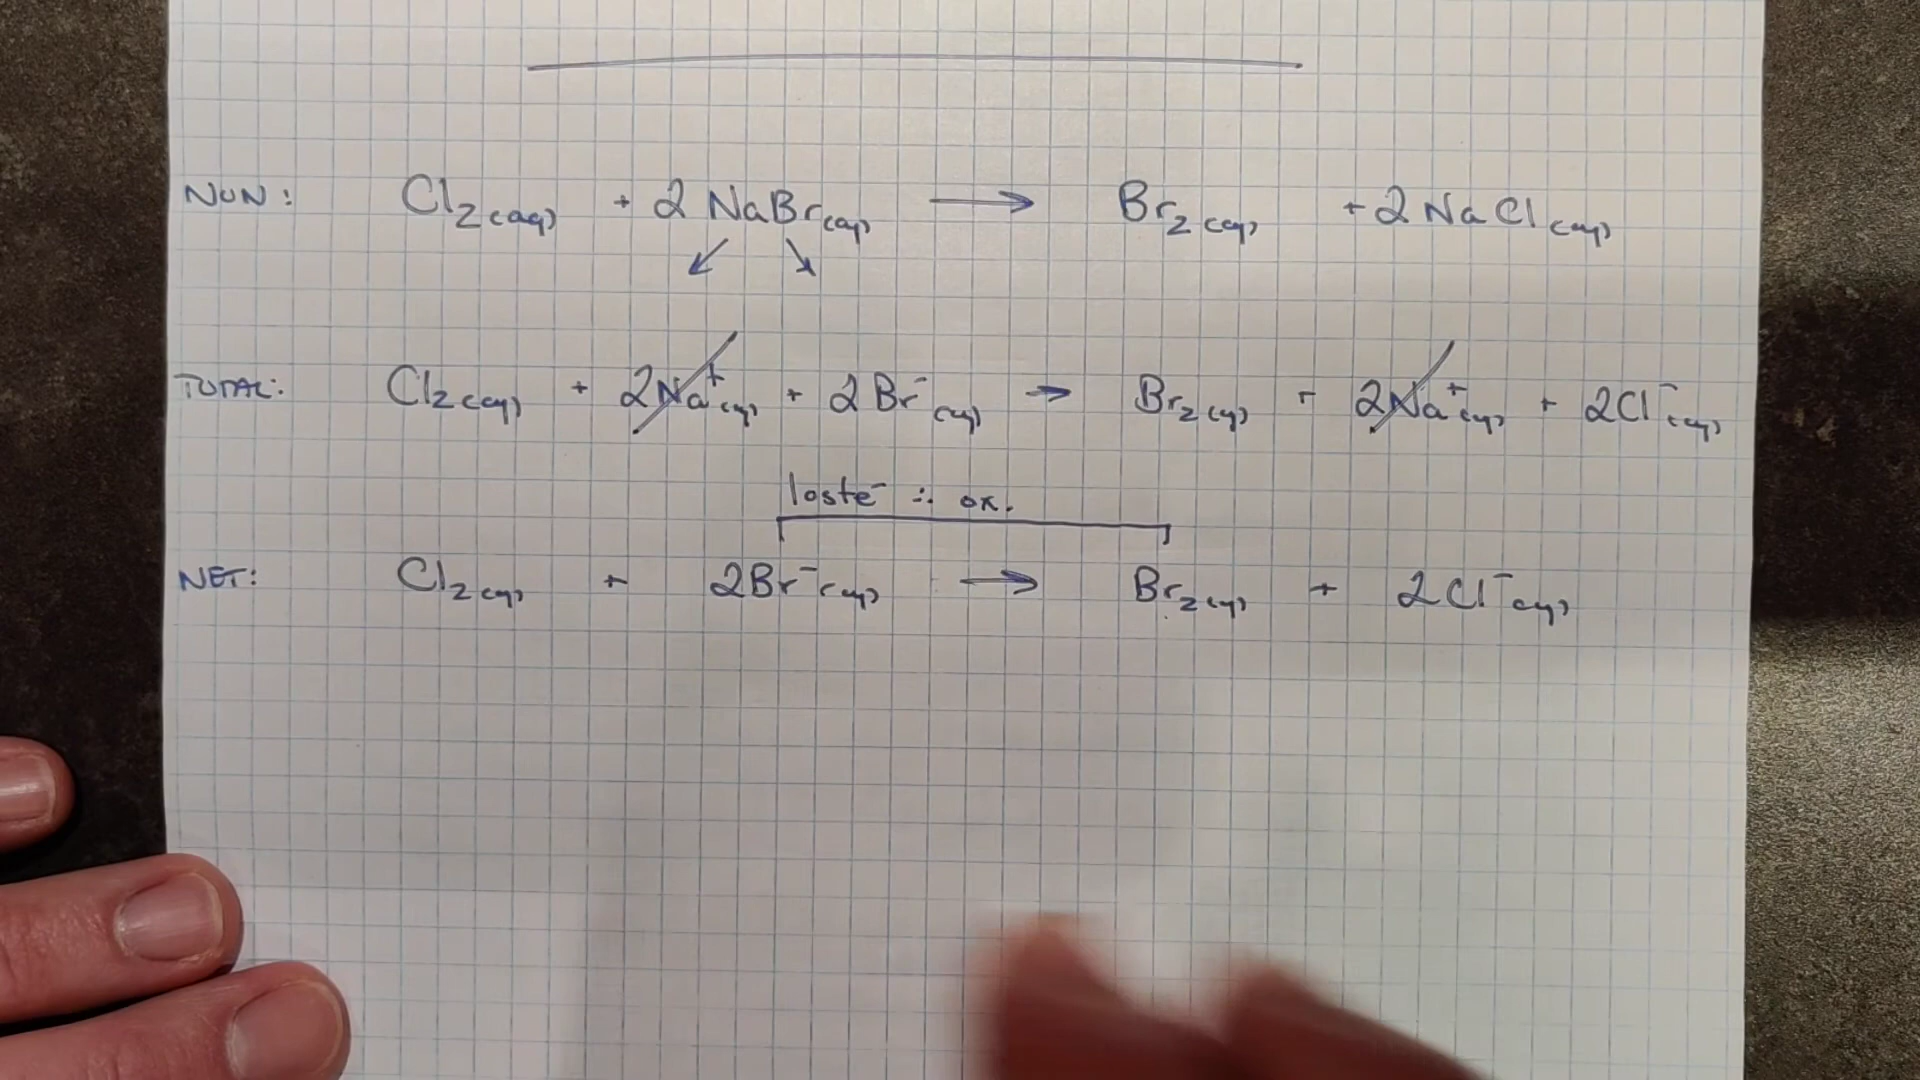 NON: Cl₂(aq) + 2 NaBr(aq) → Br₂(aq) + 2 NaCl(aq)
TOTAL: Cl₂(aq) + 2Na⁺(aq) + 2Br⁻(aq) → Br₂(aq) + 2Na⁺(aq) + 2Cl⁻(aq)
lost e⁻ ∴ ox.
NET: Cl₂(aq) + 2Br⁻(aq) → Br₂(aq) + 2Cl⁻(aq)